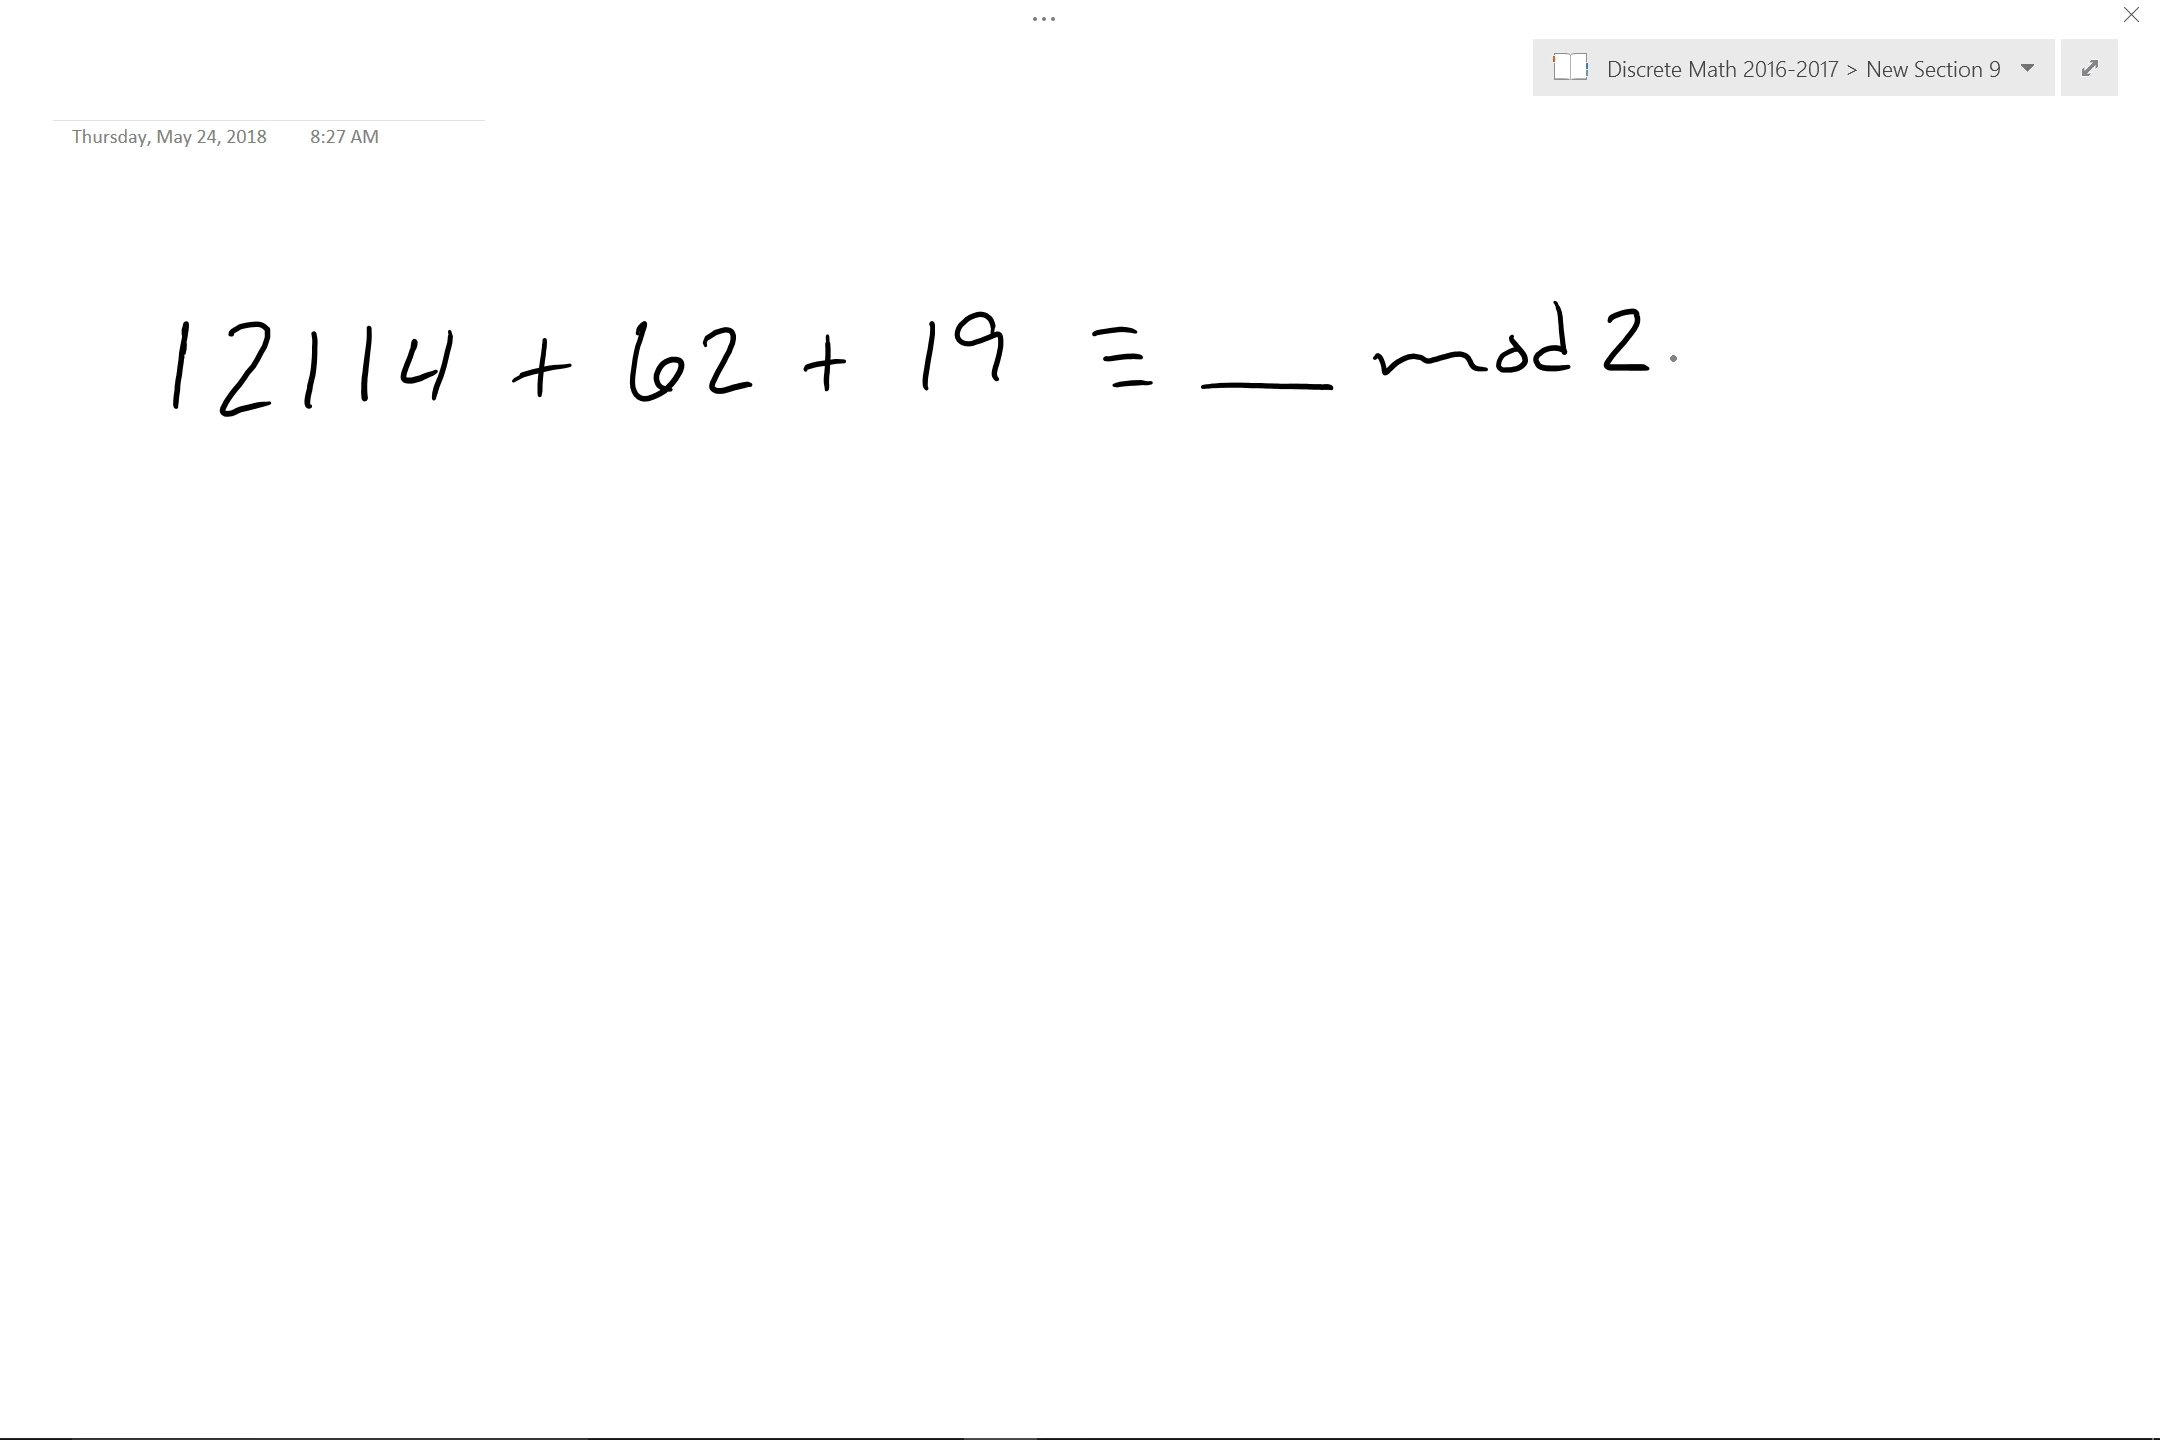 Discrete Math 2016-2017 > New Section 9
Thursday, May 24, 2018 8:27 AM
12114 + 62 + 19 ≡ ___ mod 2.